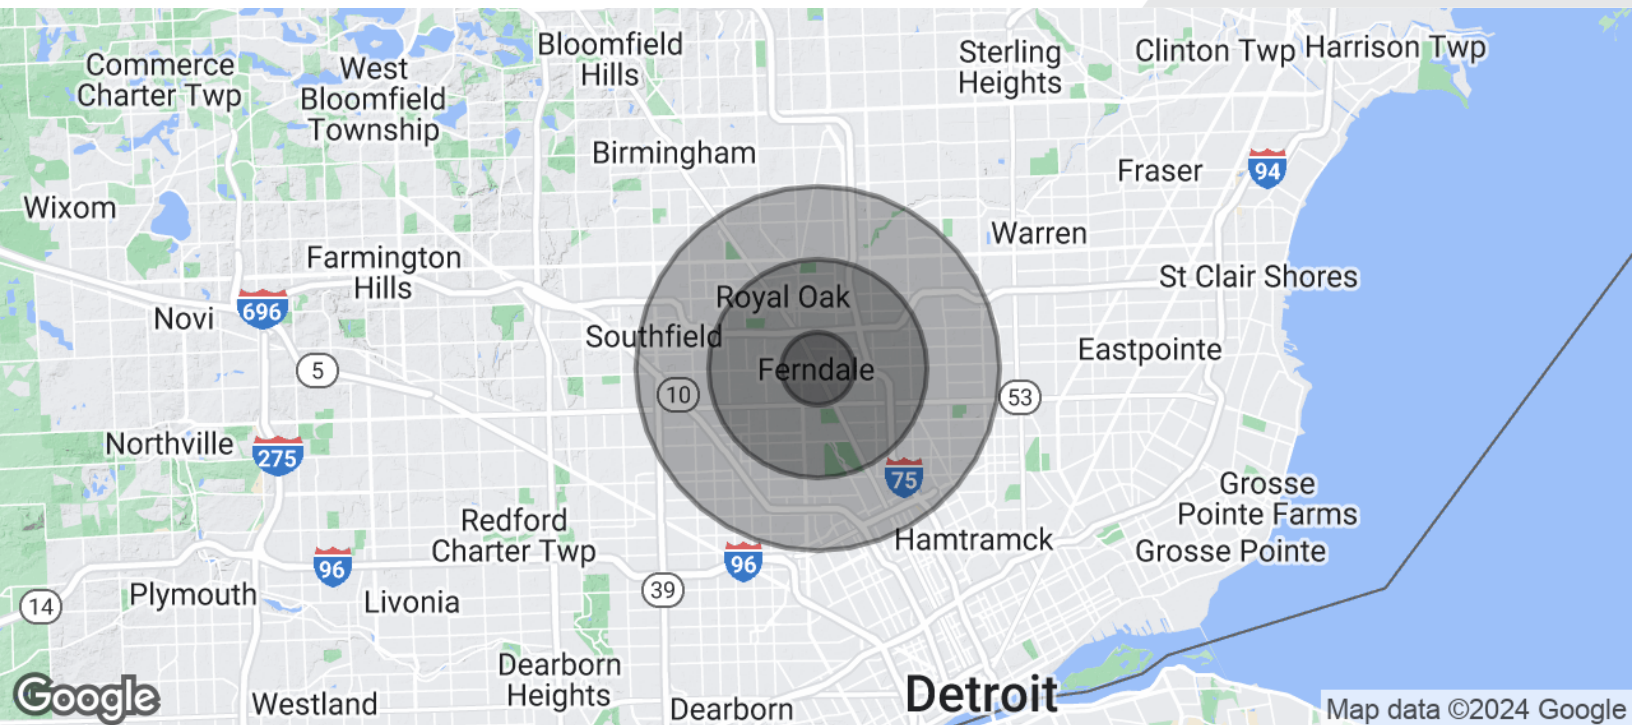 Commerce
Charter Twp
West
Bloomfield
Township
Bloomfield
Hills
Sterling
Heights
Clinton Twp
Harrison Twp
Birmingham
Fraser
94
Wixom
Warren
Farmington
Hills
St Clair Shores
Royal Oak
696
Novi
Southfield
Eastpointe
5
Ferndale
10
53
Northville
275
75
Grosse
Pointe Farms
Redford
Charter Twp
Hamtramck
Grosse Pointe
96
96
39
Plymouth
Livonia
14
Dearborn
Heights
Detroit
Google
Westland
Dearborn
Map data ©2024 Google